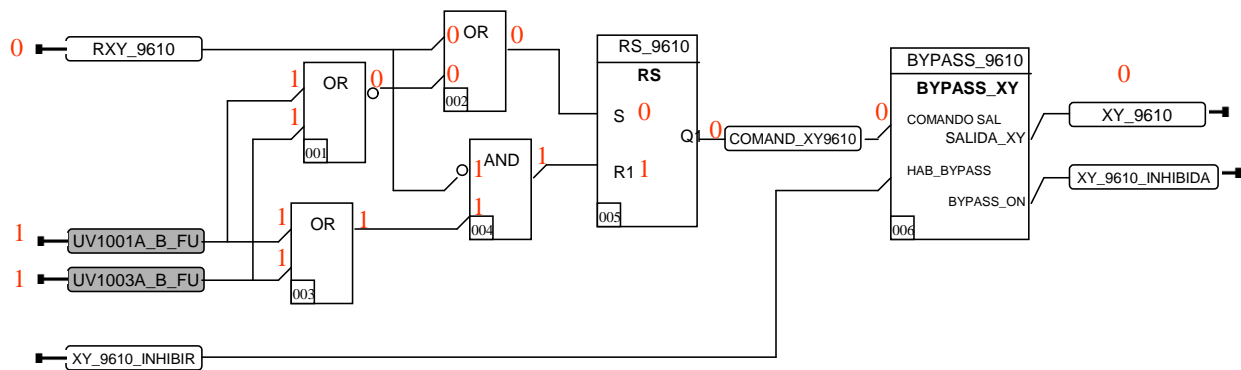 0
RXY_9610
0
OR
0
0
002
1
OR
0
1
001
RS_9610
RS
S 0
Q1 0
R1 1
005
COMAND_XY9610
0
BYPASS_9610
BYPASS_XY
COMANDO SAL
SALIDA_XY
HAB_BYPASS
BYPASS_ON
006
0
XY_9610
XY_9610_INHIBIDA
AND
1
1
1
004
1
OR
1
1
003
1
UV1001A_B_FU
1
UV1003A_B_FU
XY_9610_INHIBIR